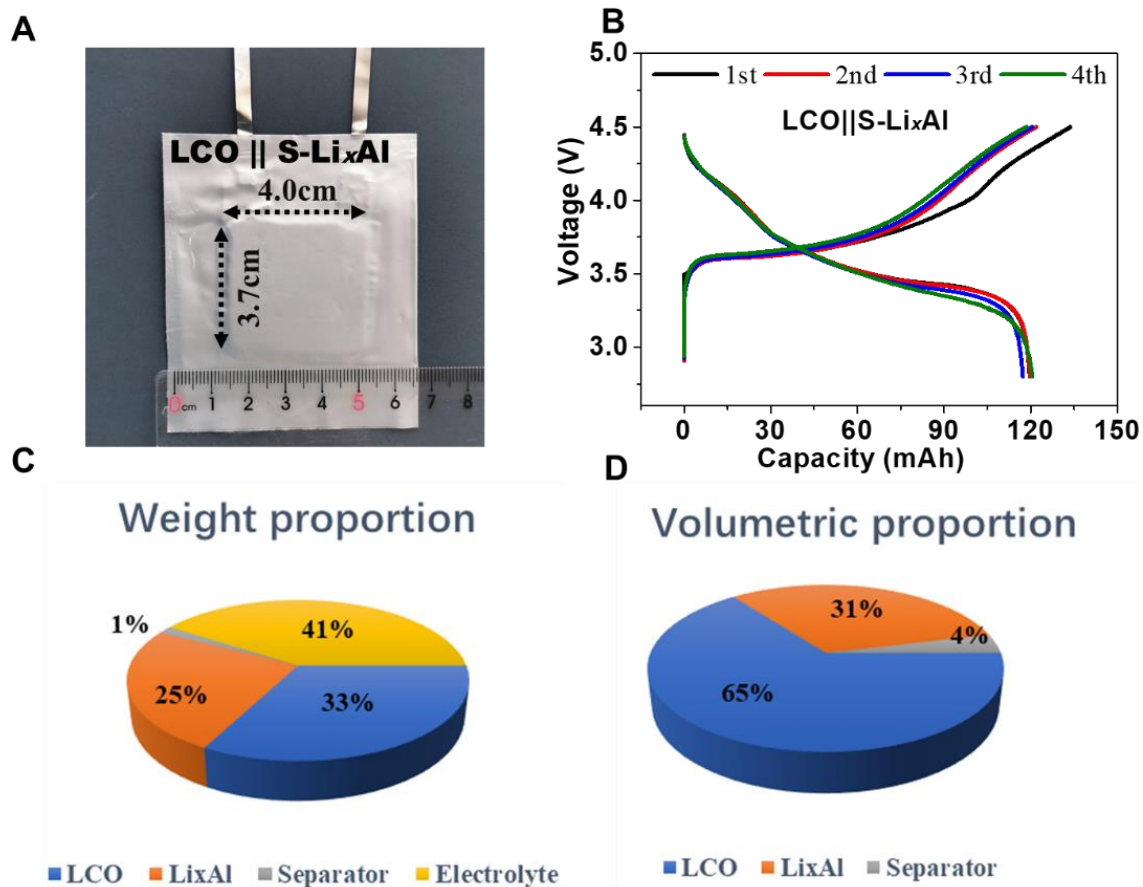 A
LCO || S-LixAl
4.0cm
3.7cm
0cm 1 2 3 4 5 6 7 8
B
5.0
4.5
4.0
3.5
3.0
Voltage (V)
1st 2nd 3rd 4th
LCO||S-LixAl
0 30 60 90 120 150
Capacity (mAh)
C
Weight proportion
1%
41%
25%
33%
LCO LixAl Separator Electrolyte
D
Volumetric proportion
31%
4%
65%
LCO LixAl Separator